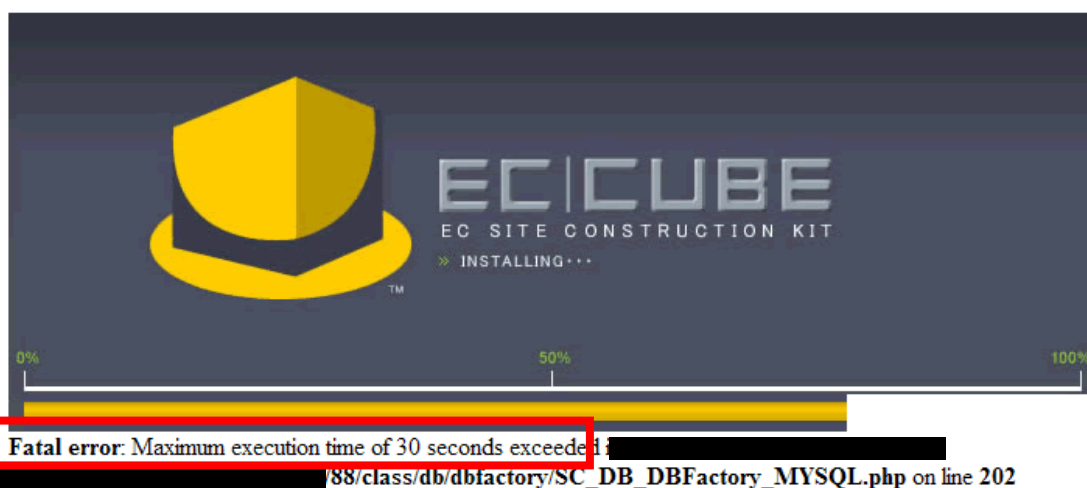 EC|CUBE
EC SITE CONSTRUCTION KIT
» INSTALLING···
TM
0% 50% 100%
Fatal error: Maximum execution time of 30 seconds exceeded
/88/class/db/dbfactory/SC_DB_DBFactory_MYSQL.php on line 202